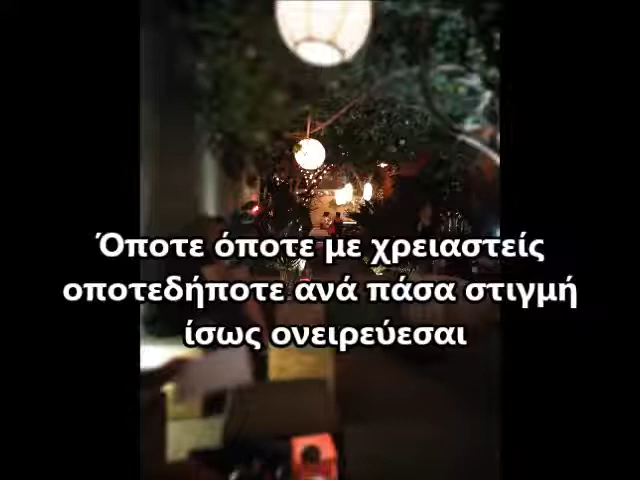 Όποτε όποτε με χρειαστείς
οποτεδήποτε ανά πάσα στιγμή
ίσως ονειρεύεσαι